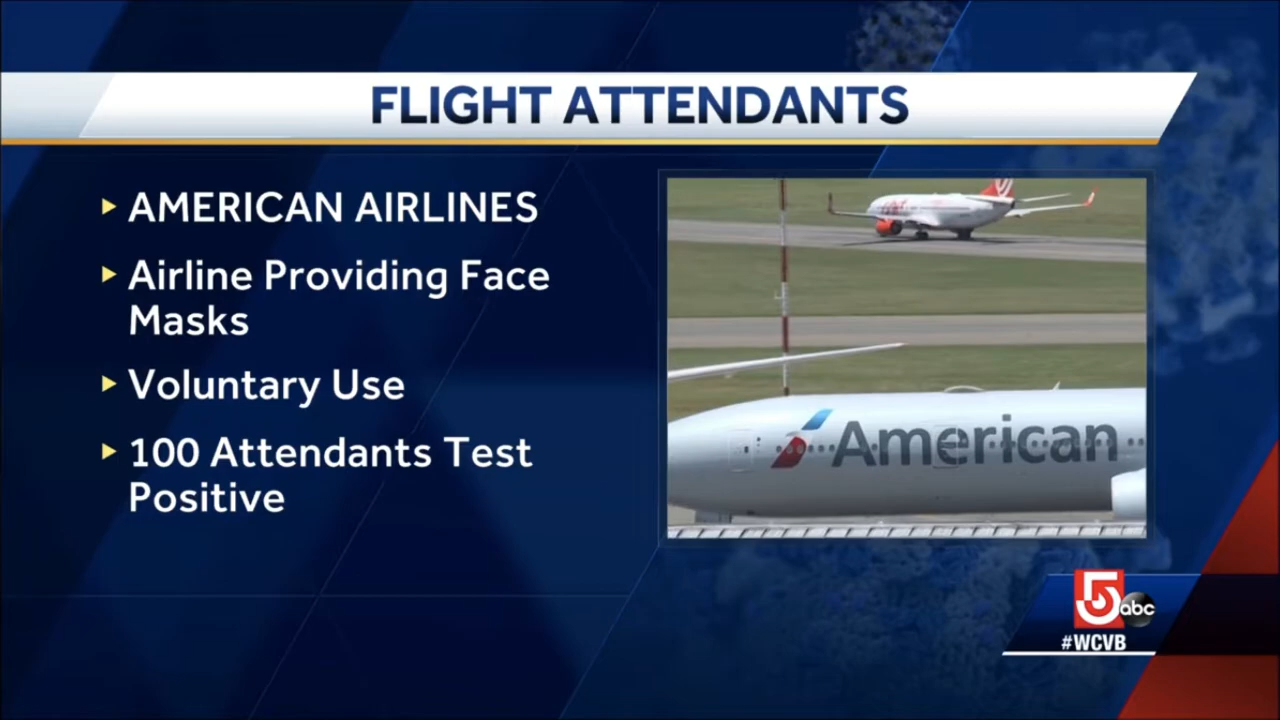 FLIGHT ATTENDANTS
AMERICAN AIRLINES
Airline Providing Face
Masks
Voluntary Use
100 Attendants Test
Positive
American
5 abc
#WCVB